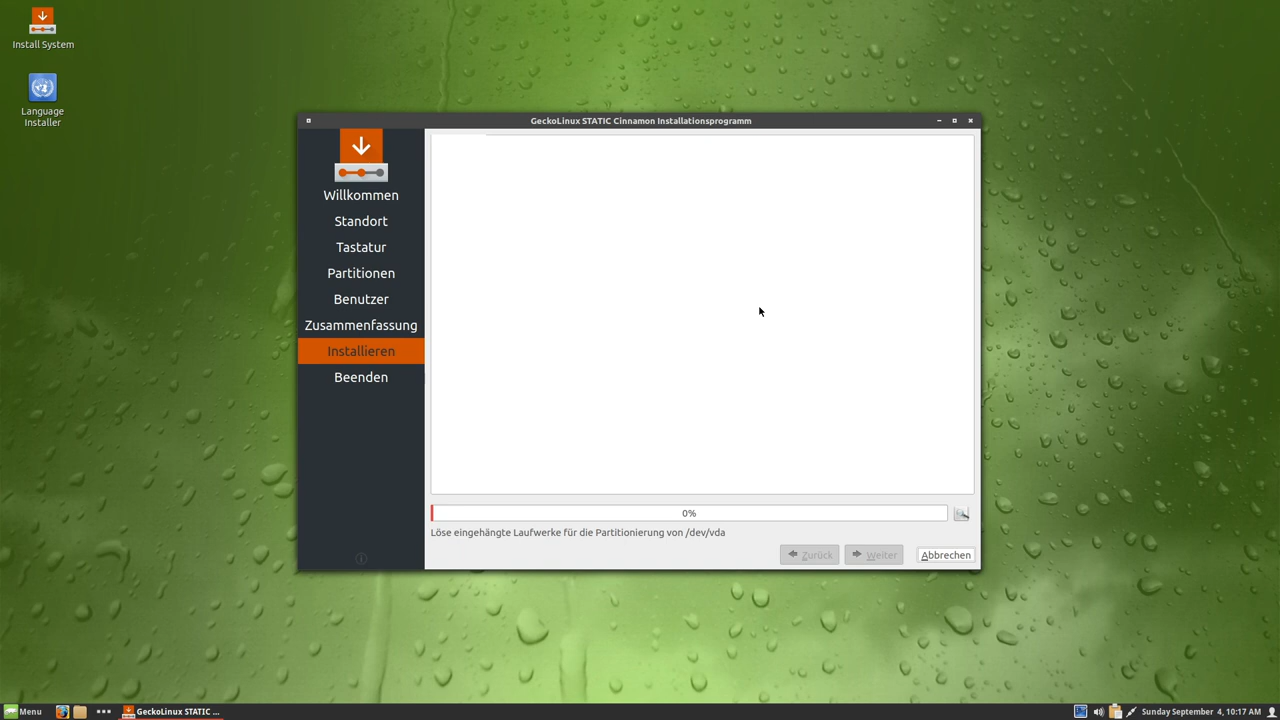 Install System
Language
Installer
GeckoLinux STATIC Cinnamon Installationsprogramm
Willkommen
Standort
Tastatur
Partitionen
Benutzer
Zusammenfassung
Installieren
Beenden
0%
Löse eingehängte Laufwerke für die Partitionierung von /dev/vda
Zurück
Weiter
Abbrechen
Menu
GeckoLinux STATIC ...
Sunday September 4, 10:17 AM